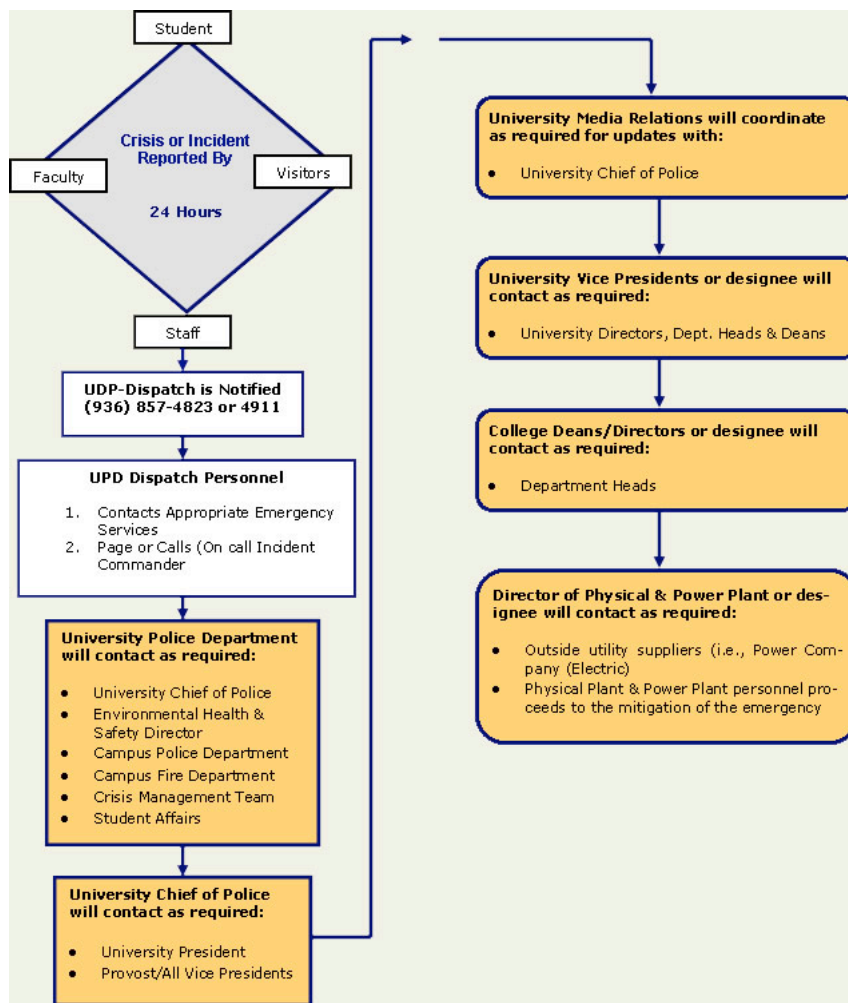 Student
Crisis or Incident
Reported By
Faculty
Visitors
24 Hours
Staff
UDP-Dispatch is Notified
(936) 857-4823 or 4911
UPD Dispatch Personnel
1. Contacts Appropriate Emergency
Services
2. Page or Calls (On call Incident
Commander
University Police Department
will contact as required:
● University Chief of Police
● Environmental Health &
Safety Director
● Campus Police Department
● Campus Fire Department
● Crisis Management Team
● Student Affairs
University Chief of Police
will contact as required:
● University President
● Provost/All Vice Presidents
University Media Relations will coordinate
as required for updates with:
● University Chief of Police
University Vice Presidents or designee will
contact as required:
● University Directors, Dept. Heads & Deans
College Deans/Directors or designee will
contact as required:
● Department Heads
Director of Physical & Power Plant or des-
ignee will contact as required:
● Outside utility suppliers (i.e., Power Com-
pany (Electric)
● Physical Plant & Power Plant personnel pro-
ceeds to the mitigation of the emergency